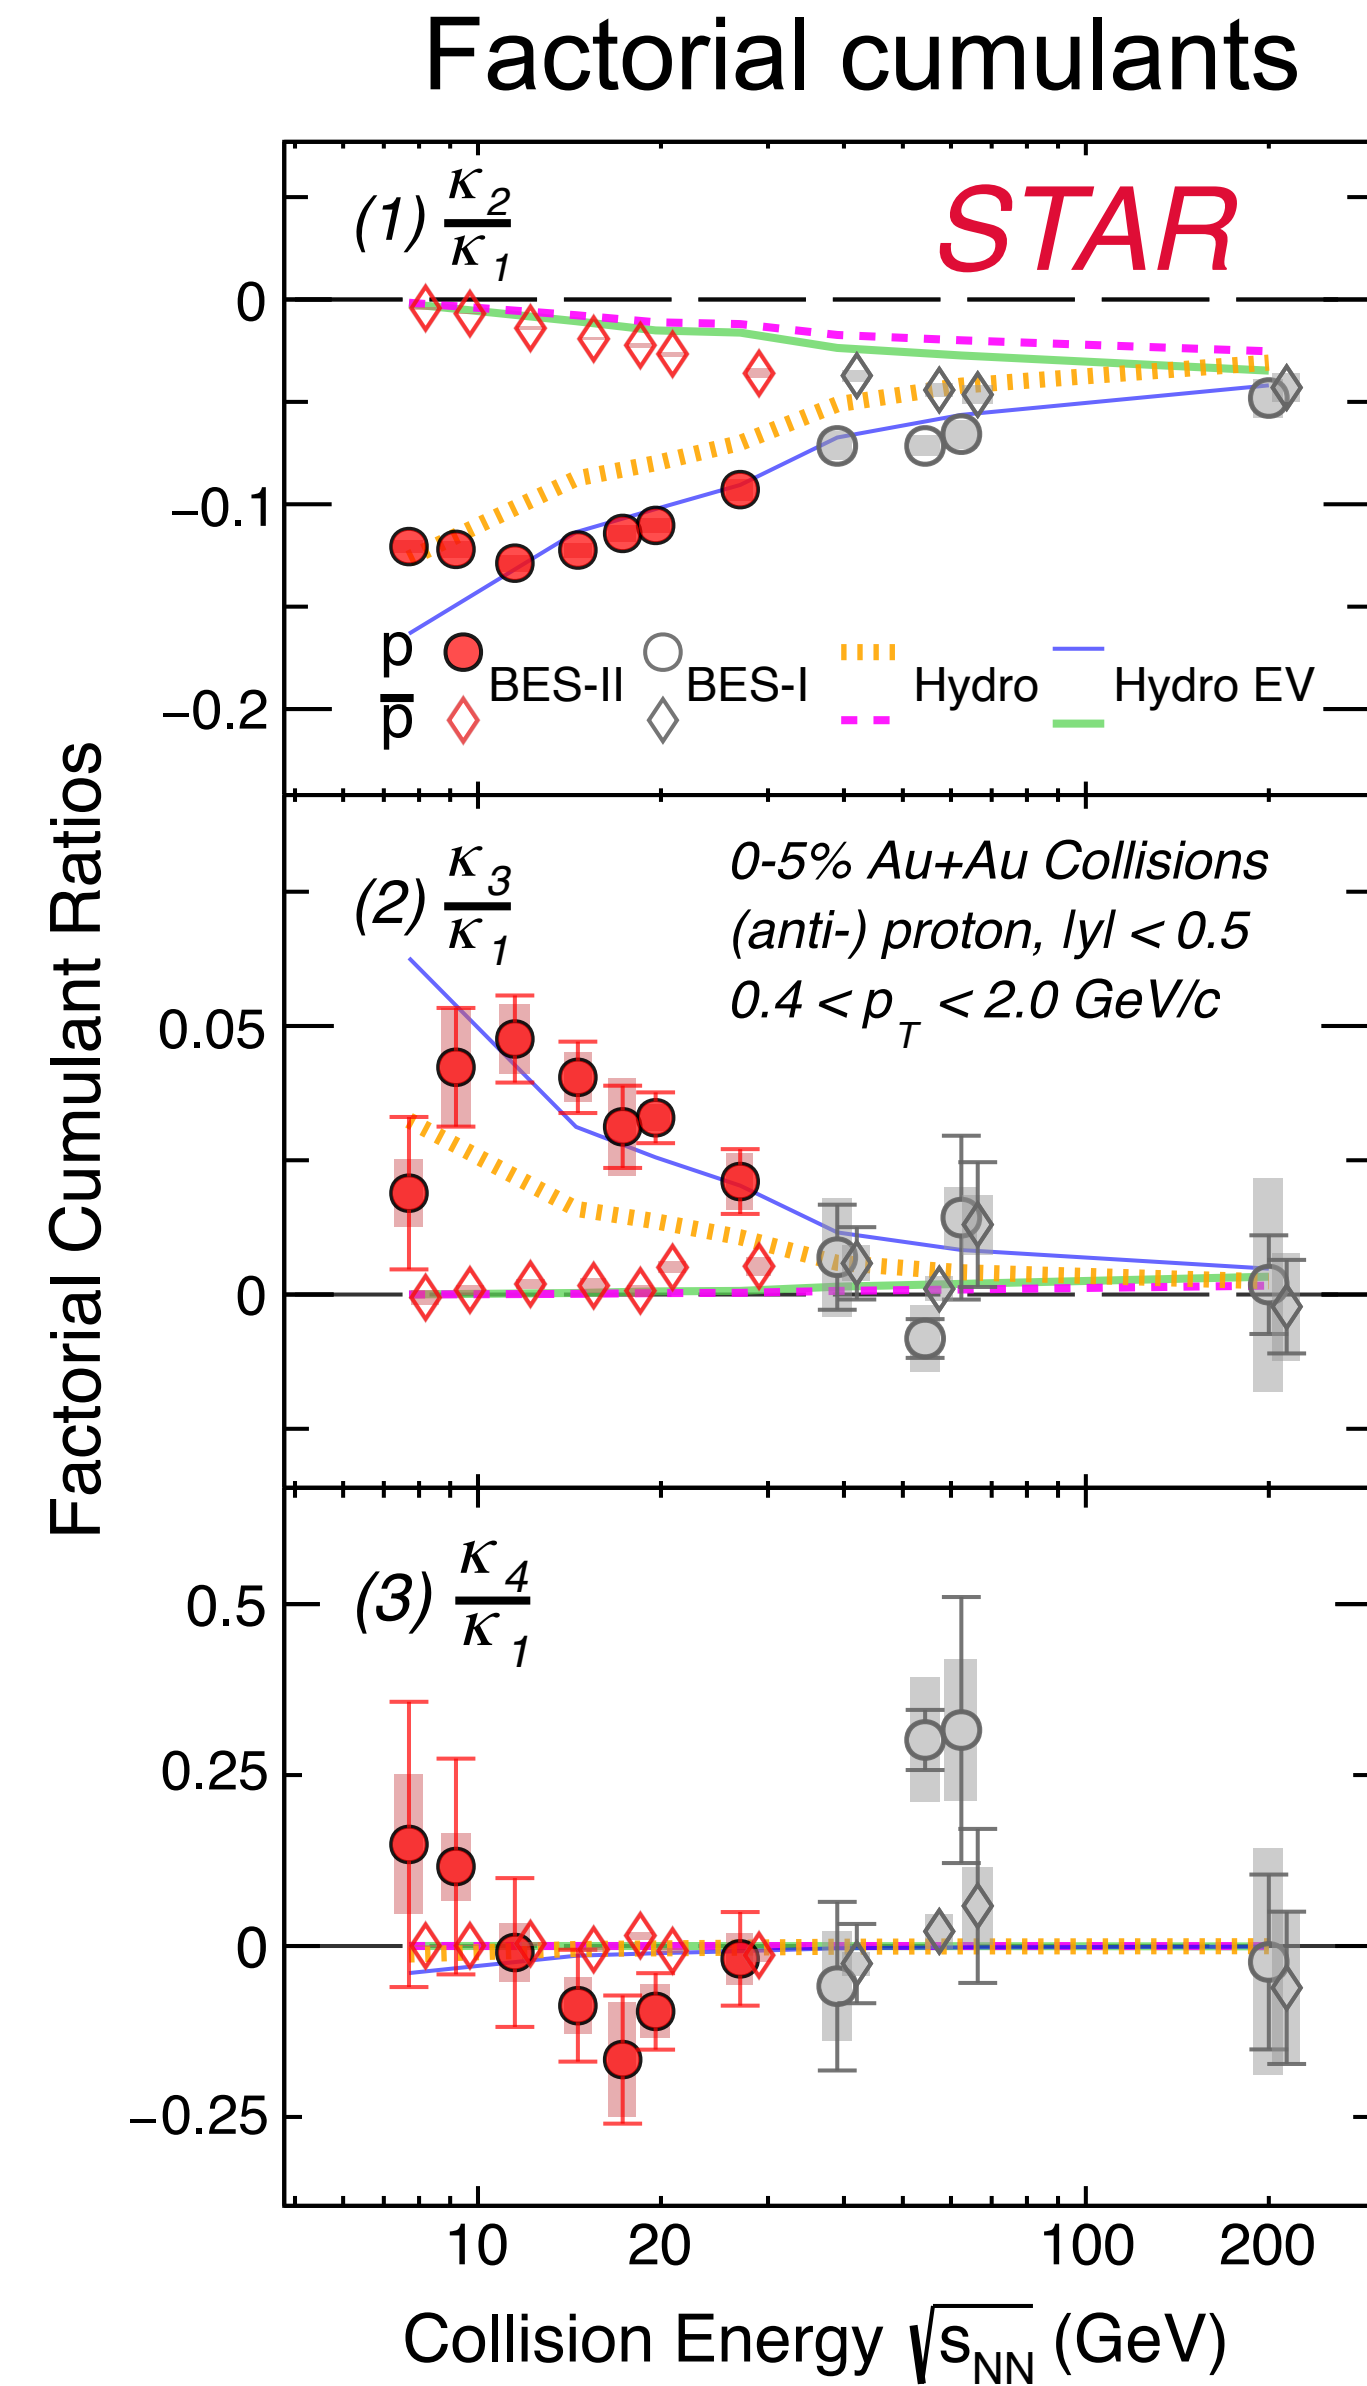 Factorial cumulants
(1) κ2/κ1
STAR
0
−0.1
−0.2
p BES-II BES-I Hydro Hydro EV
p̅
Factorial Cumulant Ratios
(2) κ3/κ1
0-5% Au+Au Collisions
(anti-) proton, lyl < 0.5
0.4 < pT < 2.0 GeV/c
0.05
0
(3) κ4/κ1
0.5
0.25
0
−0.25
10 20 100 200
Collision Energy √sNN (GeV)